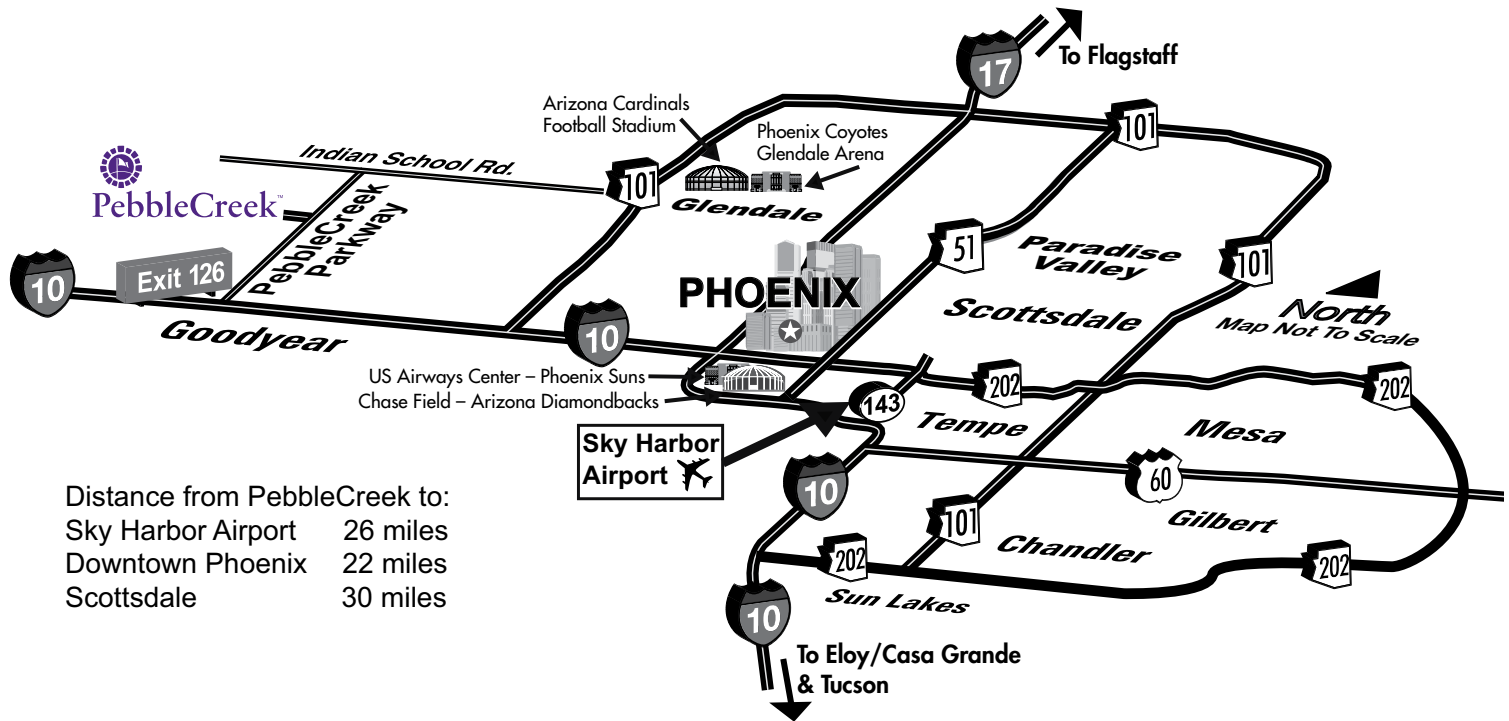 17
To Flagstaff
Arizona Cardinals
Football Stadium
Phoenix Coyotes
Glendale Arena
101
Indian School Rd.
101
PebbleCreek™
PebbleCreek
Parkway
Glendale
51
Paradise
Valley
101
Exit 126
10
PHOENIX
Scottsdale
North
Map Not To Scale
Goodyear
10
US Airways Center – Phoenix Suns
Chase Field – Arizona Diamondbacks
202
202
143
Tempe
Mesa
Sky Harbor
Airport
10
60
Gilbert
Distance from PebbleCreek to:
Sky Harbor Airport 26 miles
Downtown Phoenix 22 miles
Scottsdale 30 miles
101
Chandler
202
202
Sun Lakes
10
To Eloy/Casa Grande
& Tucson